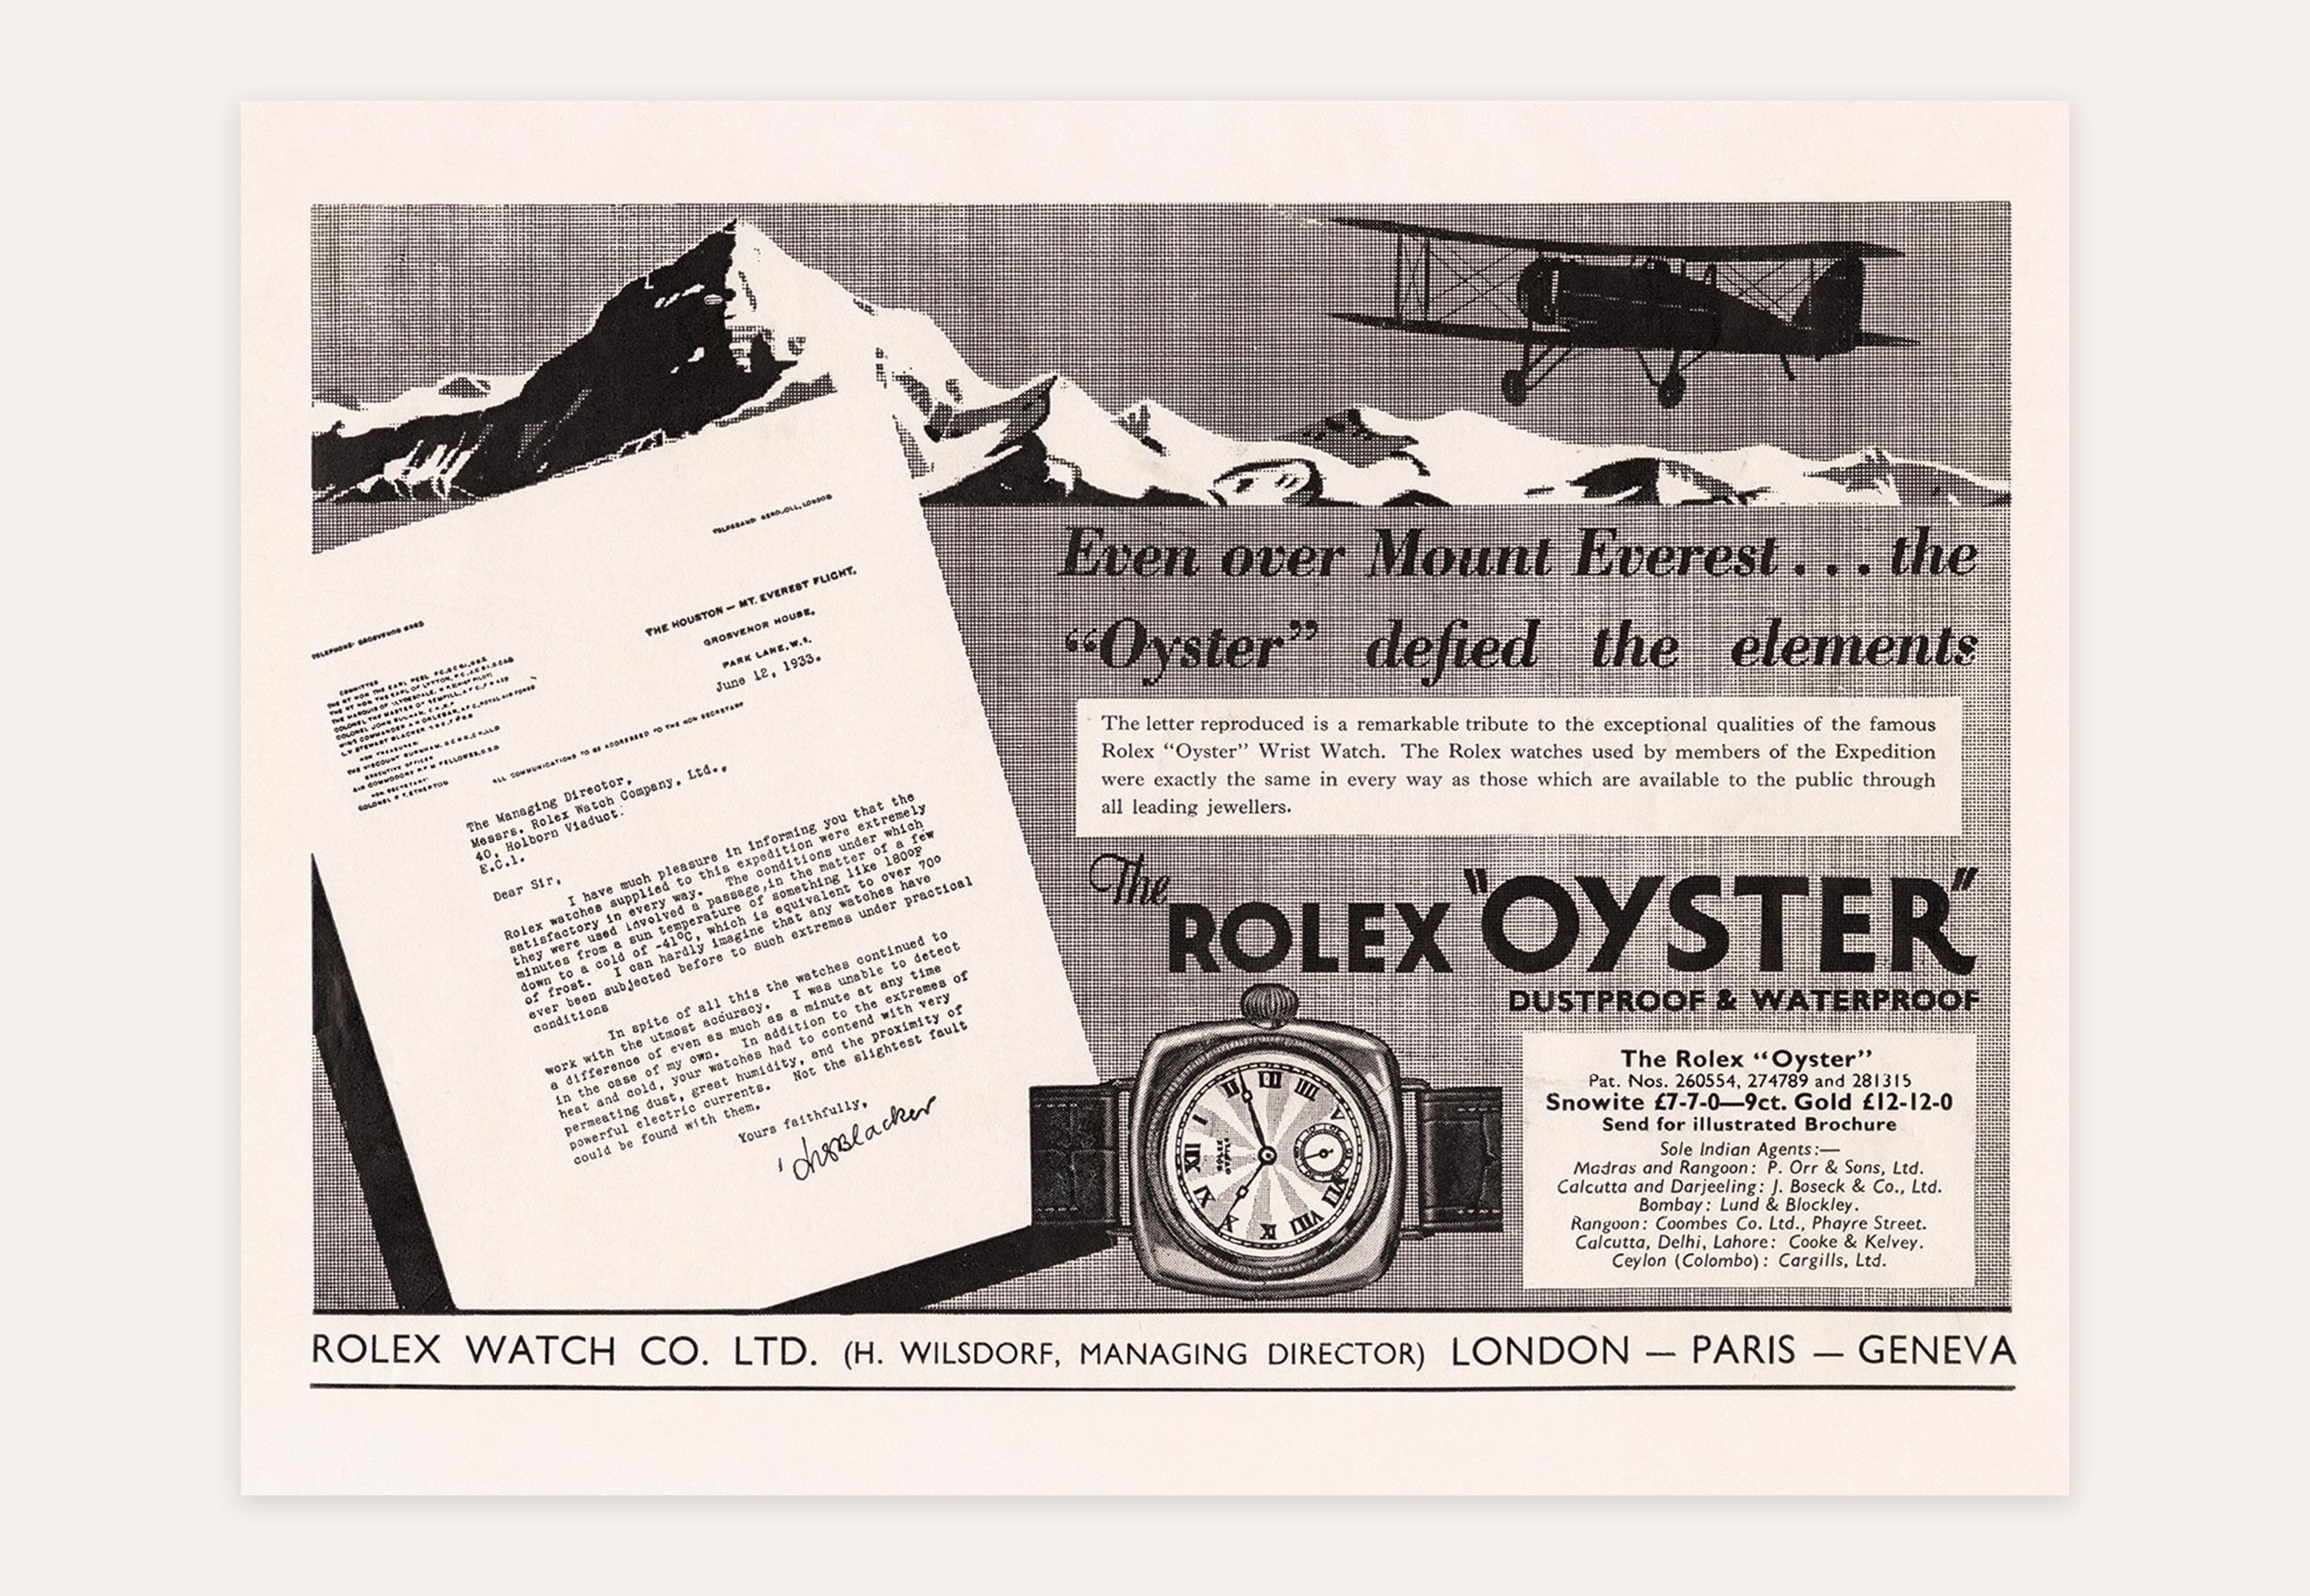 THE HOUSTON — MT. EVEREST FLIGHT.
GROSVENOR HOUSE,
PARK LANE, W.1.
June 12, 1933.
ALL COMMUNICATIONS TO BE ADDRESSED TO THE HON SECRETARY
The Managing Director,
Messrs. Rolex Watch Company, Ltd.,
40, Holborn Viaduct.
E.C.1.
Dear Sir,
I have much pleasure in informing you that the
Rolex watches supplied to this expedition were extremely
satisfactory in every way. The conditions under which
they were used involved a passage, in the matter of a few
minutes from a sun temperature of something like 180°F
down to a cold of -41°C, which is equivalent to over 70°
of frost. I can hardly imagine that any watches have
ever been subjected before to such extremes under practical
conditions
In spite of all this the watches continued to
work with the utmost accuracy. I was unable to detect
a difference of even as much as a minute at any time
in the case of my own. In addition to the extremes of
heat and cold, your watches had to contend with very
permeating dust, great humidity, and the proximity of
powerful electric currents. Not the slightest fault
could be found with them.
Yours faithfully,
Blacker
Even over Mount Everest... the
“Oyster” defied the elements
The letter reproduced is a remarkable tribute to the exceptional qualities of the famous
Rolex “Oyster” Wrist Watch. The Rolex watches used by members of the Expedition
were exactly the same in every way as those which are available to the public through
all leading jewellers.
The
ROLEX "OYSTER"
DUSTPROOF & WATERPROOF
The Rolex “Oyster”
Pat. Nos. 260554, 274789 and 281315
Snowite £7-7-0—9ct. Gold £12-12-0
Send for illustrated Brochure
Sole Indian Agents:—
Madras and Rangoon: P. Orr & Sons, Ltd.
Calcutta and Darjeeling: J. Boseck & Co., Ltd.
Bombay: Lund & Blockley.
Rangoon: Coombes Co. Ltd., Phayre Street.
Calcutta, Delhi, Lahore: Cooke & Kelvey.
Ceylon (Colombo): Cargills, Ltd.
ROLEX WATCH CO. LTD. (H. WILSDORF, MANAGING DIRECTOR) LONDON — PARIS — GENEVA